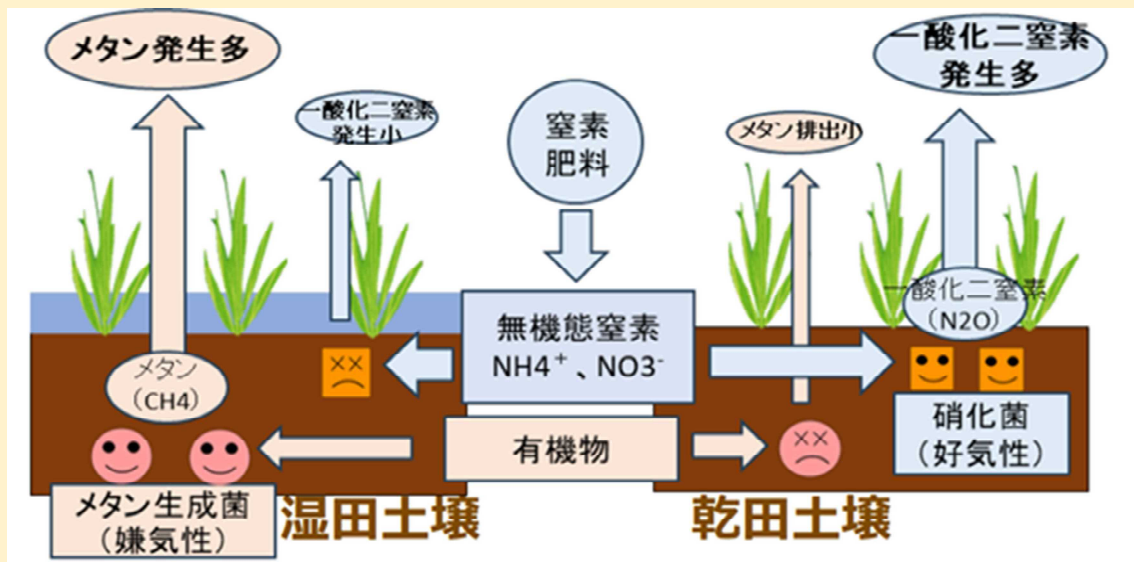 メタン発生多
一酸化二窒素
発生小
窒素
肥料
メタン排出小
一酸化二窒素
発生多
無機態窒素
NH4⁺、NO3⁻
有機物
メタン
(CH4)
メタン生成菌
(嫌気性)
湿田土壌
一酸化二窒素
(N2O)
硝化菌
(好気性)
乾田土壌